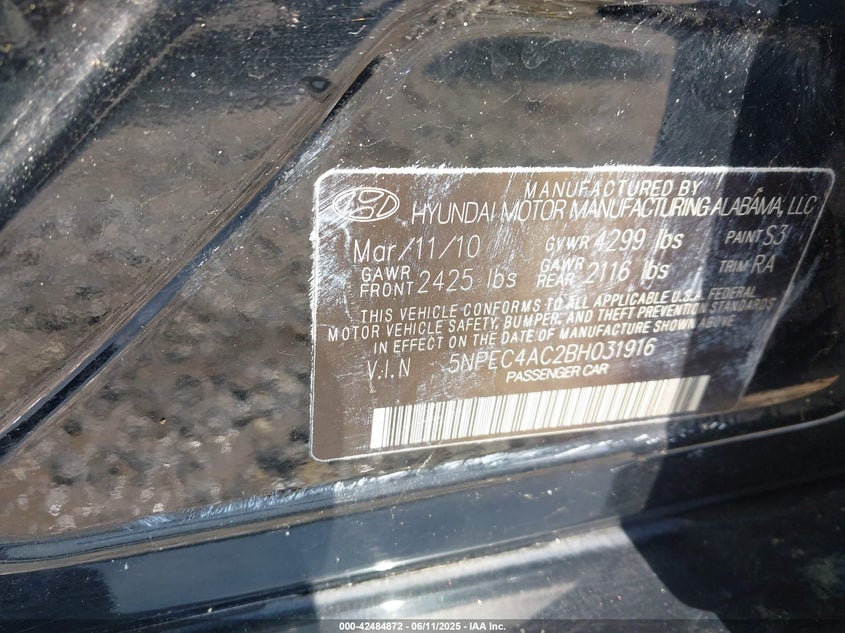 MANUFACTURED BY
HYUNDAI MOTOR MANUFACTURING ALABAMA, LLC
Mar/11/10 GVWR 4299 lbs PAINT S3
GAWR FRONT 2425 lbs GAWR REAR 2116 lbs TRIM RA
THIS VEHICLE CONFORMS TO ALL APPLICABLE U.S.A. FEDERAL
MOTOR VEHICLE SAFETY, BUMPER, AND THEFT PREVENTION STANDARDS
IN EFFECT ON THE DATE OF MANUFACTURE SHOWN ABOVE.
V.I.N 5NPEC4AC2BH031916
PASSENGER CAR
000-42484872 - 06/11/2025 - IAA Inc.